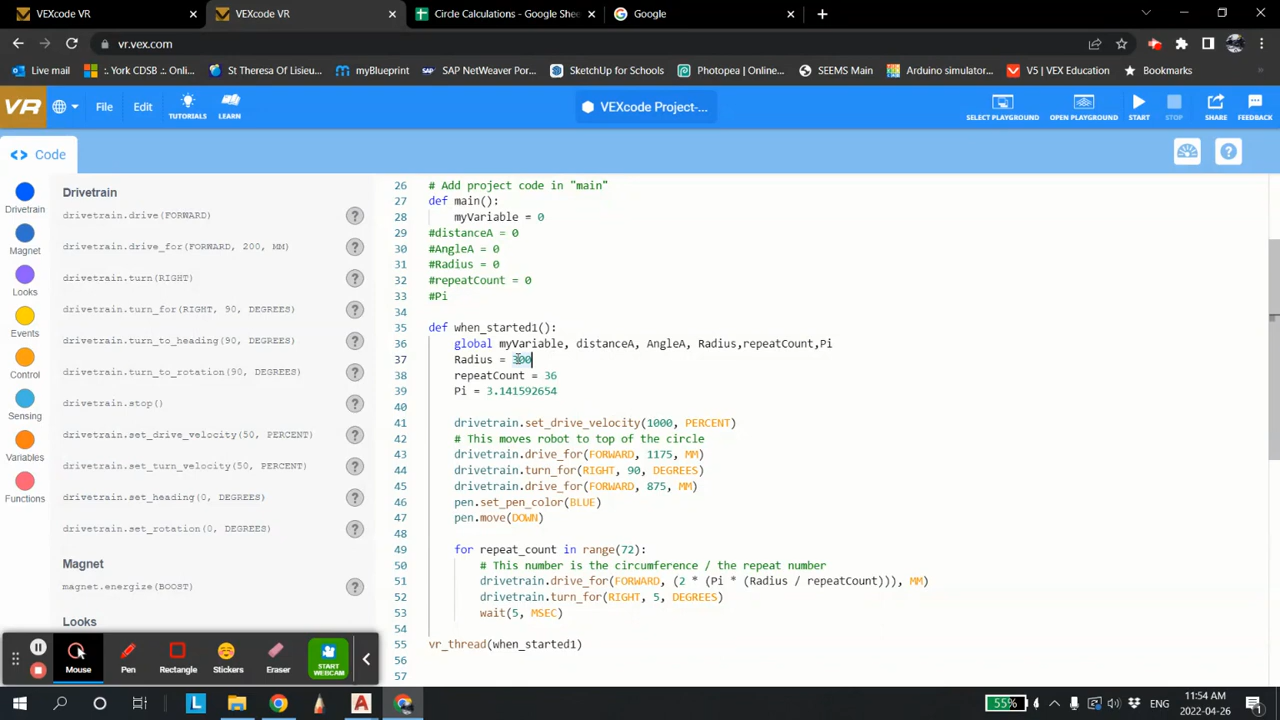 VEXcode VR
VEXcode VR
Circle Calculations - Google She
Google
vr.vex.com
Live mail
: York CDSB :. Onlin...
St Theresa Of Lisieu...
myBlueprint
SAP NetWeaver Por...
SketchUp for Schools
Photopea | Online...
SEEMS Main
Arduino simulator...
V5 | VEX Education
Bookmarks
VR
File
Edit
TUTORIALS
LEARN
VEXcode Project-...
SELECT PLAYGROUND
OPEN PLAYGROUND
START
STOP
SHARE
FEEDBACK
<> Code
Drivetrain
Magnet
Looks
Events
Control
Sensing
Variables
Functions
Drivetrain
drivetrain.drive(FORWARD)
drivetrain.drive_for(FORWARD, 200, MM)
drivetrain.turn(RIGHT)
drivetrain.turn_for(RIGHT, 90, DEGREES)
drivetrain.turn_to_heading(90, DEGREES)
drivetrain.turn_to_rotation(90, DEGREES)
drivetrain.stop()
drivetrain.set_drive_velocity(50, PERCENT)
drivetrain.set_turn_velocity(50, PERCENT)
drivetrain.set_heading(0, DEGREES)
drivetrain.set_rotation(0, DEGREES)
Magnet
magnet.energize(BOOST)
Looks
26 # Add project code in "main"
27 def main():
28 myVariable = 0
29 #distanceA = 0
30 #AngleA = 0
31 #Radius = 0
32 #repeatCount = 0
33 #Pi
34
35 def when_started1():
36 global myVariable, distanceA, AngleA, Radius,repeatCount,Pi
37 Radius = 300
38 repeatCount = 36
39 Pi = 3.141592654
40
41 drivetrain.set_drive_velocity(1000, PERCENT)
42 # This moves robot to top of the circle
43 drivetrain.drive_for(FORWARD, 1175, MM)
44 drivetrain.turn_for(RIGHT, 90, DEGREES)
45 drivetrain.drive_for(FORWARD, 875, MM)
46 pen.set_pen_color(BLUE)
47 pen.move(DOWN)
48
49 for repeat_count in range(72):
50 # This number is the circumference / the repeat number
51 drivetrain.drive_for(FORWARD, (2 * (Pi * (Radius / repeatCount))), MM)
52 drivetrain.turn_for(RIGHT, 5, DEGREES)
53 wait(5, MSEC)
54
55 vr_thread(when_started1)
56
57
Mouse
Pen
Rectangle
Stickers
Eraser
START WEBCAM
55%
ENG
11:54 AM
2022-04-26